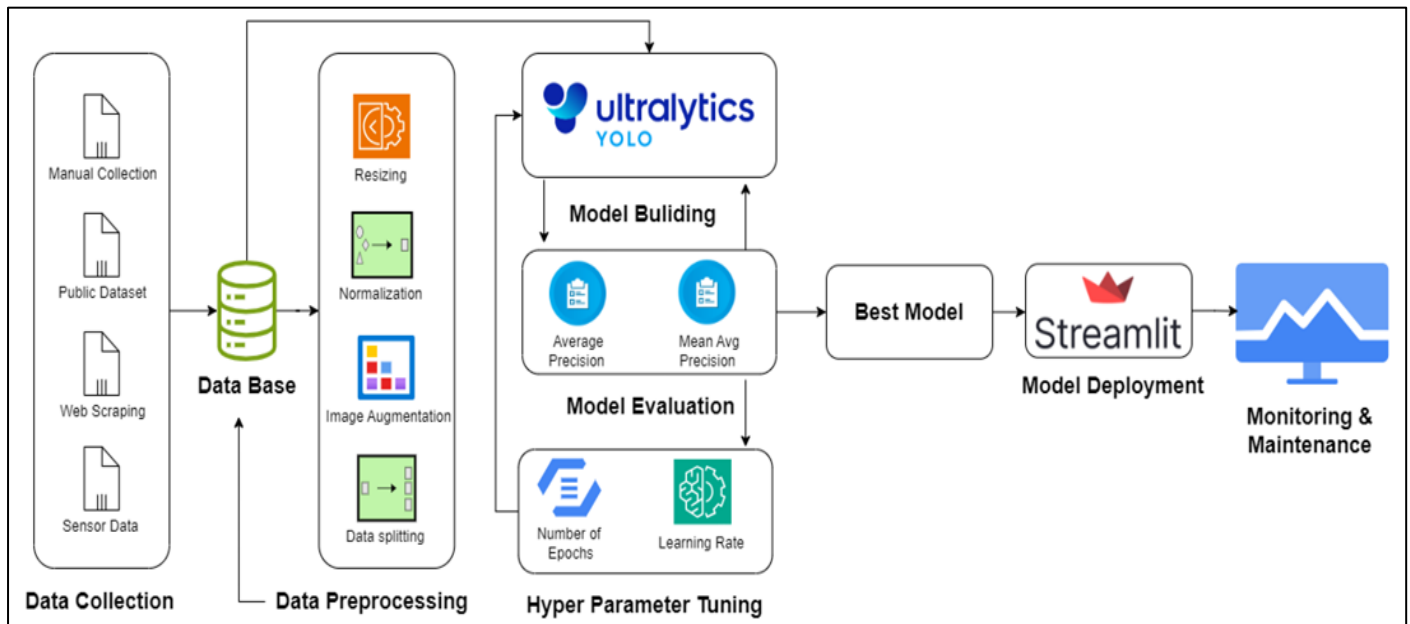 Manual Collection
Public Dataset
Web Scraping
Sensor Data
Data Collection
Data Base
Resizing
Normalization
Image Augmentation
Data splitting
Data Preprocessing
ultralytics
YOLO
Model Buliding
Average
Precision
Mean Avg
Precision
Model Evaluation
Number of
Epochs
Learning Rate
Hyper Parameter Tuning
Best Model
Streamlit
Model Deployment
Monitoring &
Maintenance